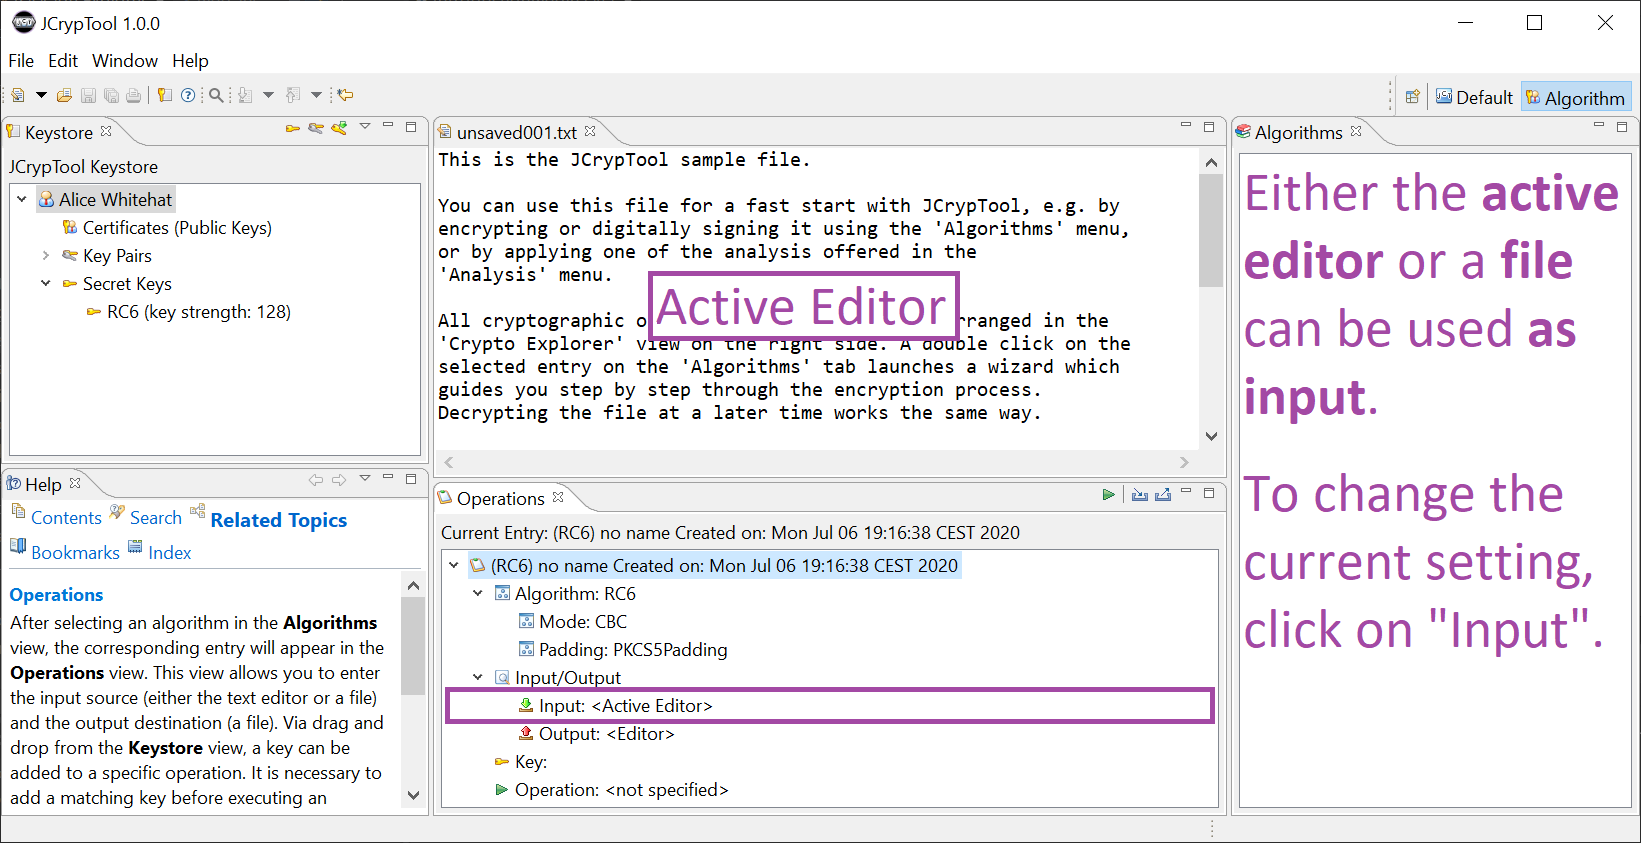 JCrypTool 1.0.0
File Edit Window Help
Default Algorithm
Keystore
JCrypTool Keystore
Alice Whitehat
Certificates (Public Keys)
Key Pairs
Secret Keys
RC6 (key strength: 128)
unsaved001.txt
This is the JCrypTool sample file.
You can use this file for a fast start with JCrypTool, e.g. by
encrypting or digitally signing it using the 'Algorithms' menu,
or by applying one of the analysis offered in the
'Analysis' menu.
Active Editor
All cryptographic o rranged in the
'Crypto Explorer' view on the right side. A double click on the
selected entry on the 'Algorithms' tab launches a wizard which
guides you step by step through the encryption process.
Decrypting the file at a later time works the same way.
Algorithms
Either the active
editor or a file
can be used as
input.
To change the
current setting,
click on "Input".
Help
Contents Search Related Topics
Bookmarks Index
Operations
After selecting an algorithm in the Algorithms
view, the corresponding entry will appear in the
Operations view. This view allows you to enter
the input source (either the text editor or a file)
and the output destination (a file). Via drag and
drop from the Keystore view, a key can be
added to a specific operation. It is necessary to
add a matching key before executing an
Operations
Current Entry: (RC6) no name Created on: Mon Jul 06 19:16:38 CEST 2020
(RC6) no name Created on: Mon Jul 06 19:16:38 CEST 2020
Algorithm: RC6
Mode: CBC
Padding: PKCS5Padding
Input/Output
Input: <Active Editor>
Output: <Editor>
Key:
Operation: <not specified>